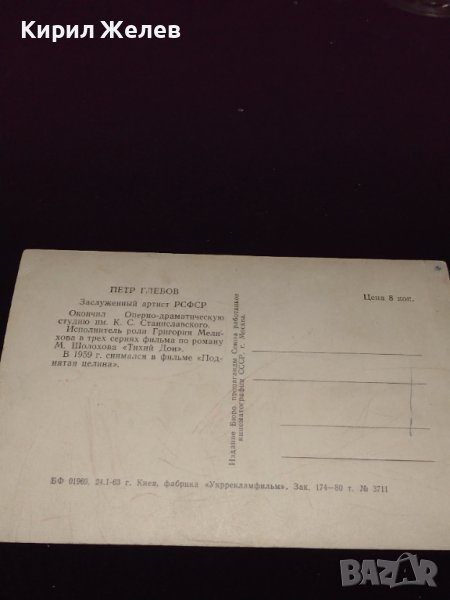 Кирил Желев
ПЕТР ГЛЕБОВ
Заслуженный артист РСФСР
Окончил Оперно-драматическую
студию им. К. С. Станиславского.
Исполнитель роли Григория Меле-
хова в трех сериях фильма по роману
М. Шолохова «Тихий Дон».
В 1959 г. снимался в фильме «Под-
нятая целина».
Издание Бюро пропаганды Союза работников
кинематографии СССР, г. Москва.
Цена 8 коп.
БФ 01960, 24.1-63 г. Киев, фабрика «Укррекламфильм». Зак. 174—80 т. № 3711
BAZAR